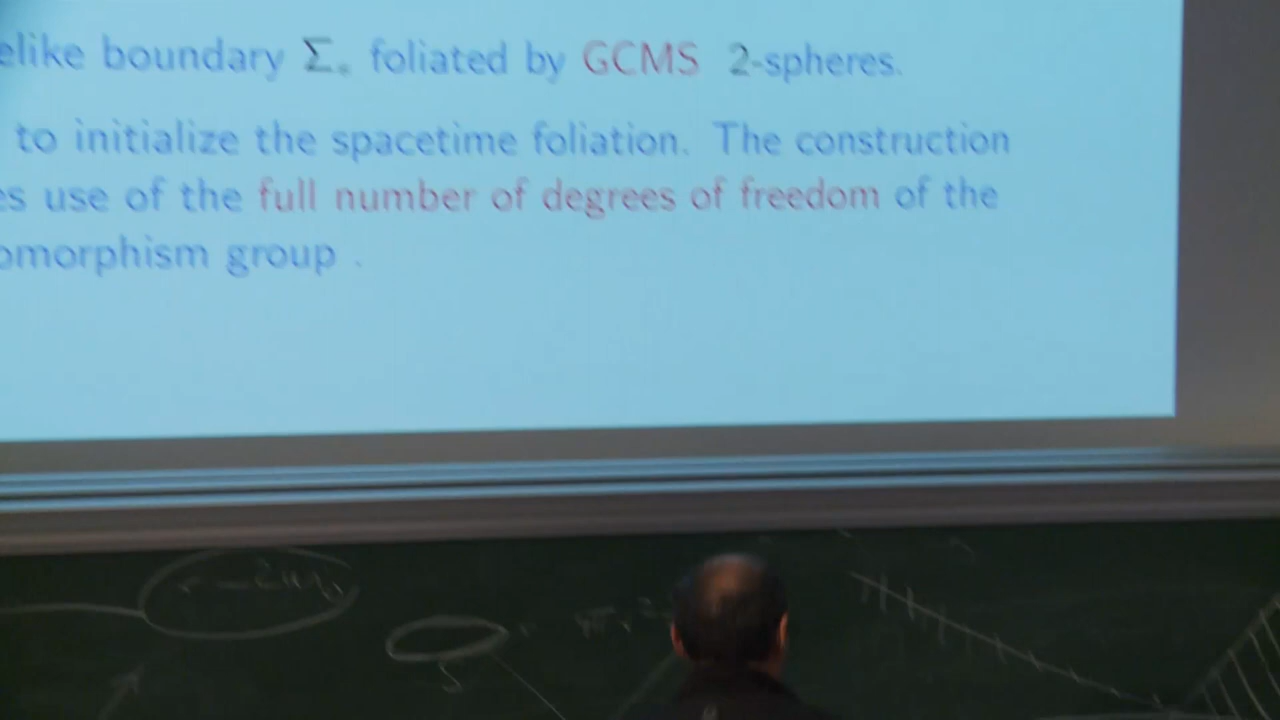 elike boundary Σ* foliated by GCMS 2-spheres.
to initialize the spacetime foliation. The construction
es use of the full number of degrees of freedom of the
omorphism group .
S